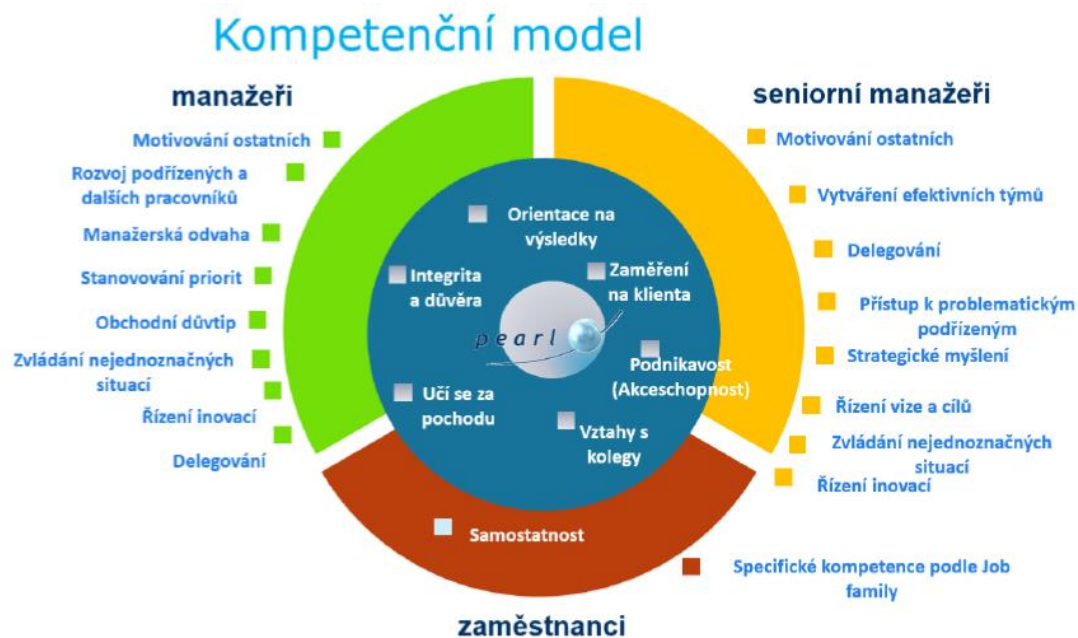 Kompetenční model
manažeři
Motivování ostatních
Rozvoj podřízených a
dalších pracovníků
Manažerská odvaha
Stanovování priorit
Obchodní důvtip
Zvládání nejednoznačných
situací
Řízení inovací
Delegování
Orientace na
výsledky
Integrita
a důvěra
Zaměření
na klienta
pearl
Podnikavost
(Akceschopnost)
Učí se za
pochodu
Vztahy s
kolegy
seniorní manažeři
Motivování ostatních
Vytváření efektivních týmů
Delegování
Přístup k problematickým
podřízeným
Strategické myšlení
Řízení vize a cílů
Zvládání nejednoznačných
situací
Řízení inovací
Samostatnost
Specifické kompetence podle Job
family
zaměstnanci